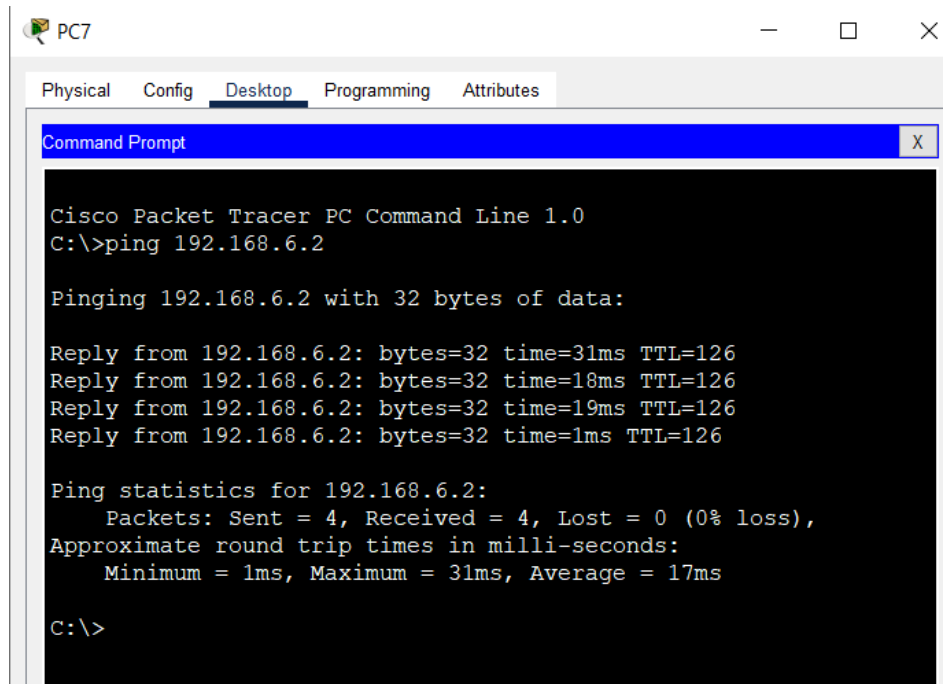 PC7
Physical Config Desktop Programming Attributes
Command Prompt X
Cisco Packet Tracer PC Command Line 1.0
C:\>ping 192.168.6.2
Pinging 192.168.6.2 with 32 bytes of data:
Reply from 192.168.6.2: bytes=32 time=31ms TTL=126
Reply from 192.168.6.2: bytes=32 time=18ms TTL=126
Reply from 192.168.6.2: bytes=32 time=19ms TTL=126
Reply from 192.168.6.2: bytes=32 time=1ms TTL=126
Ping statistics for 192.168.6.2:
Packets: Sent = 4, Received = 4, Lost = 0 (0% loss),
Approximate round trip times in milli-seconds:
Minimum = 1ms, Maximum = 31ms, Average = 17ms
C:\>